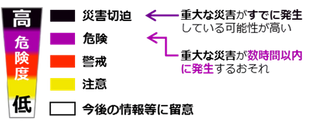 高
危険度
低
災害切迫
危険
警戒
注意
今後の情報等に留意
重大な災害がすでに発生
している可能性が高い
重大な災害が数時間以内
に発生するおそれ